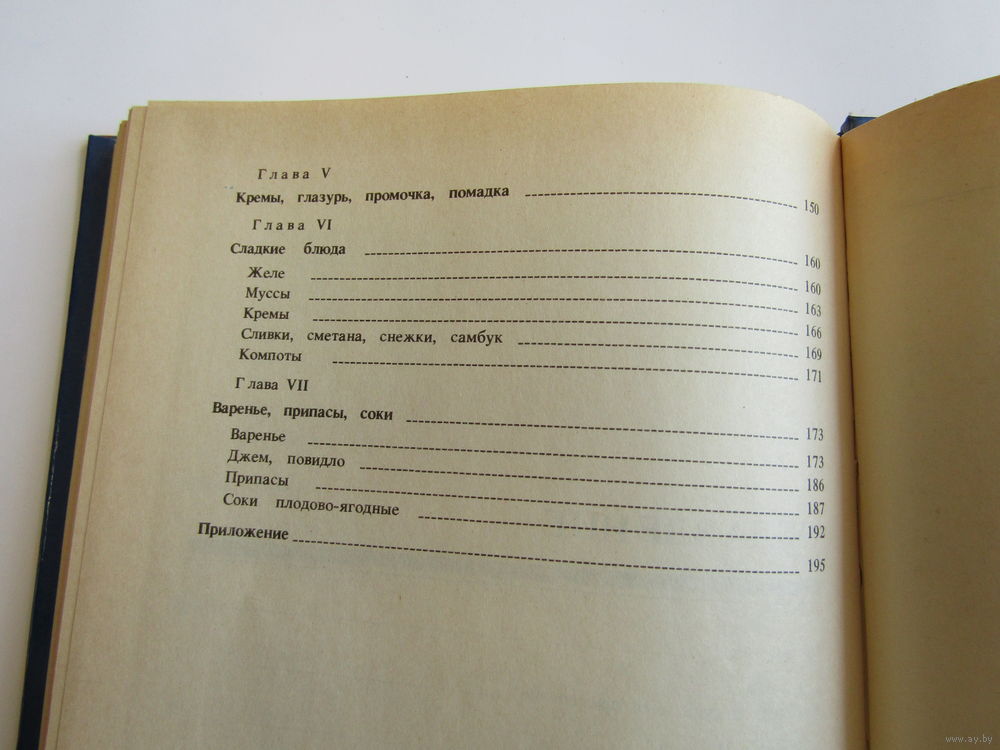 Глава V
Кремы, глазурь, промочка, помадка 150
Глава VI
Сладкие блюда 160
Желе 160
Муссы 163
Кремы 166
Сливки, сметана, снежки, самбук 169
Компоты 171
Глава VII
Варенье, припасы, соки 173
Варенье 173
Джем, повидло 186
Припасы 187
Соки плодово-ягодные 192
Приложение 195
www.ay.by